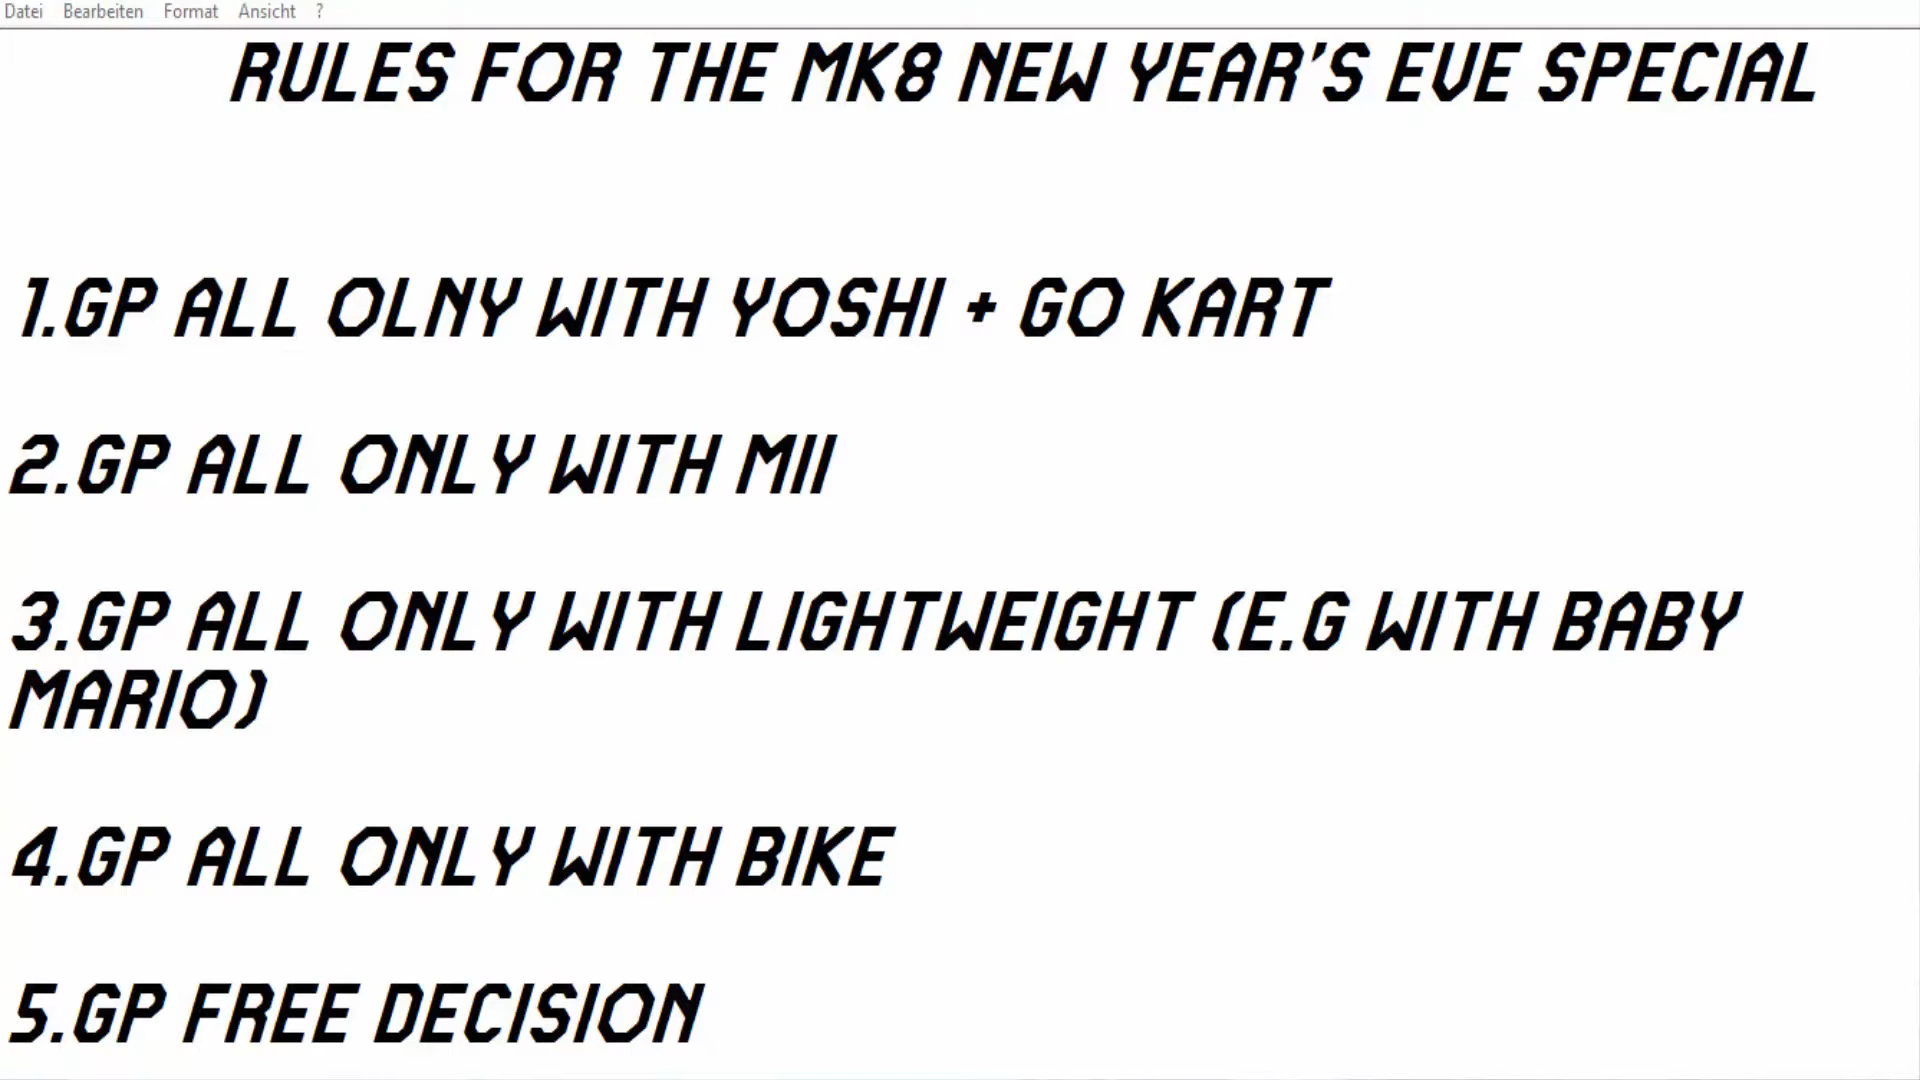 Datei Bearbeiten Format Ansicht ?
RULES FOR THE MK8 NEW YEAR'S EVE SPECIAL
1.GP ALL OLNY WITH YOSHI + GO KART
2.GP ALL ONLY WITH MII
3.GP ALL ONLY WITH LIGHTWEIGHT (E.G WITH BABY
MARIO)
4.GP ALL ONLY WITH BIKE
5.GP FREE DECISION